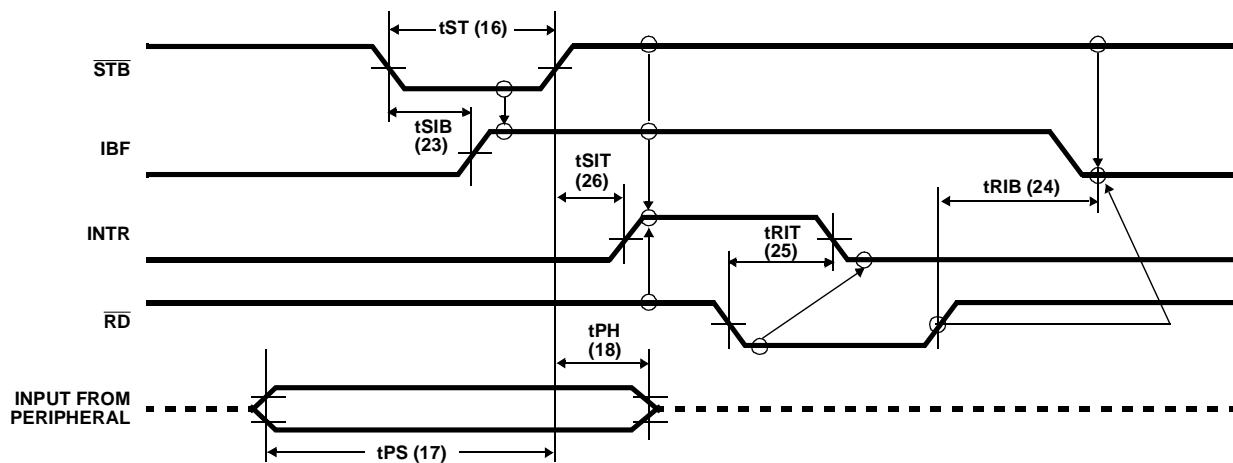 tST (16)
STB
tSIB
(23)
IBF
tSIT
(26)
tRIB (24)
INTR
tRIT
(25)
RD
tPH
(18)
INPUT FROM
PERIPHERAL
tPS (17)